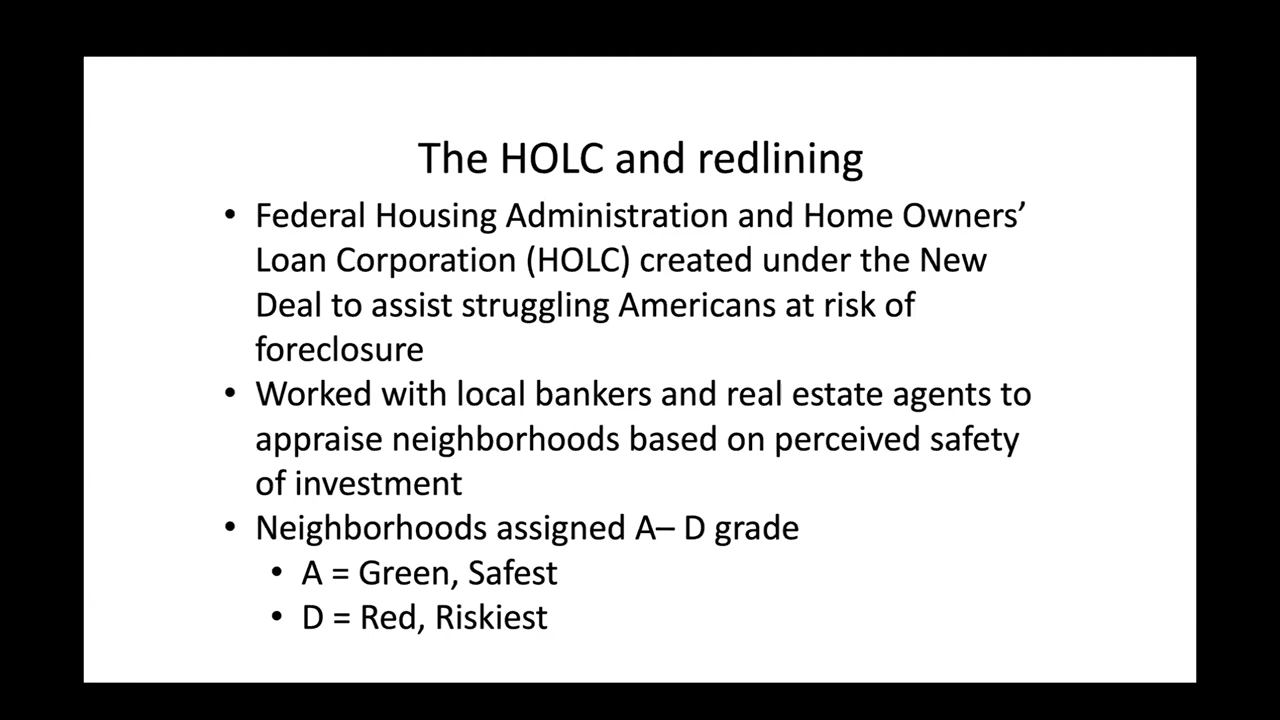 The HOLC and redlining
• Federal Housing Administration and Home Owners’
Loan Corporation (HOLC) created under the New
Deal to assist struggling Americans at risk of
foreclosure
• Worked with local bankers and real estate agents to
appraise neighborhoods based on perceived safety
of investment
• Neighborhoods assigned A– D grade
• A = Green, Safest
• D = Red, Riskiest